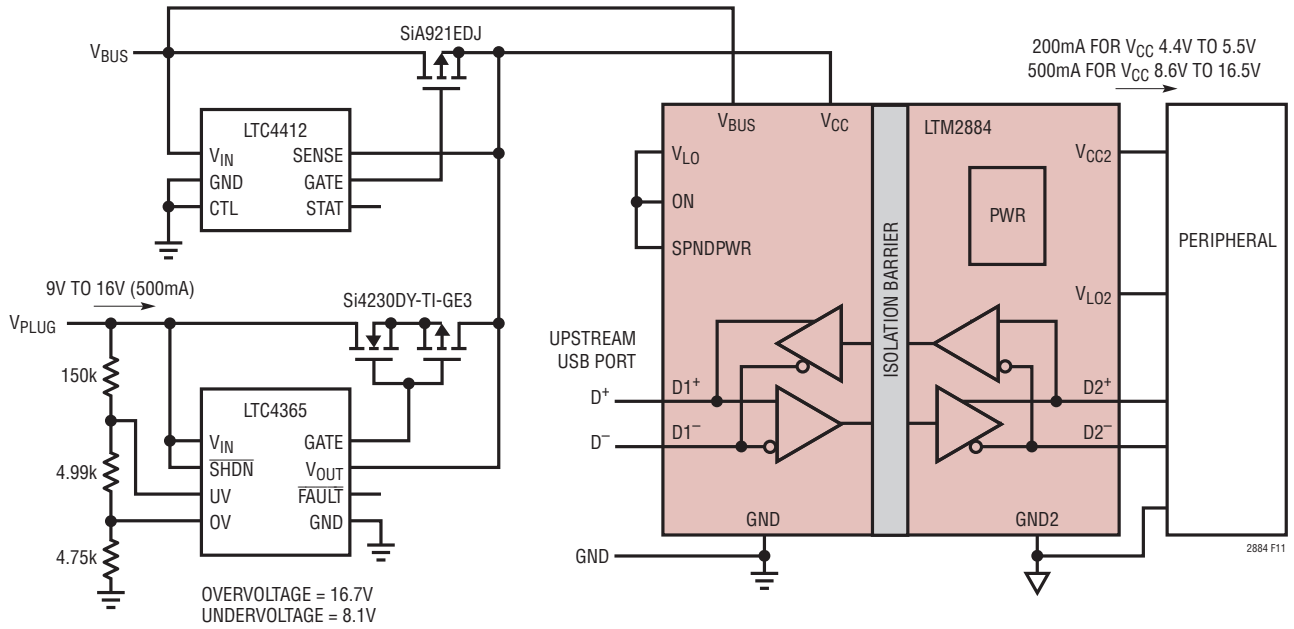 SiA921EDJ
V_BUS
LTC4412
V_IN
GND
CTL
SENSE
GATE
STAT
9V TO 16V (500mA)
V_PLUG
Si4230DY-TI-GE3
150k
4.99k
4.75k
LTC4365
V_IN
SHDN
UV
OV
GATE
V_OUT
FAULT
GND
OVERVOLTAGE = 16.7V
UNDERVOLTAGE = 8.1V
200mA FOR V_CC 4.4V TO 5.5V
500mA FOR V_CC 8.6V TO 16.5V
V_BUS
V_CC
LTM2884
V_LO
ON
SPNDPWR
ISOLATION BARRIER
PWR
V_CC2
V_LO2
PERIPHERAL
UPSTREAM
USB PORT
D+
D1+
D2+
D−
D1−
D2−
GND
GND2
GND
2884 F11